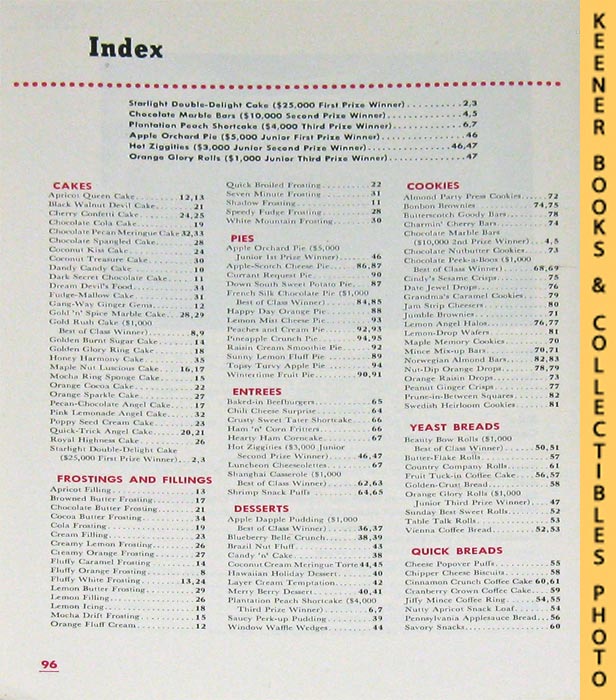 Index
Starlight Double-Delight Cake ($25,000 First Prize Winner)..........2,3
Chocolate Marble Bars ($10,000 Second Prize Winner)..........4,5
Plantation Peach Shortcake ($4,000 Third Prize Winner)..........6,7
Apple Orchard Pie ($5,000 Junior First Prize Winner)..........46
Hot Ziggities ($3,000 Junior Second Prize Winner)..........46,47
Orange Glory Rolls ($1,000 Junior Third Prize Winner)..........47
CAKES
Apricot Queen Cake..........12,13
Black Walnut Devil Cake..........21
Cherry Confetti Cake..........24,25
Chocolate Cola Cake..........19
Chocolate Pecan Meringue Cake 32,33
Chocolate Spangled Cake..........28
Coconut Kiss Cake..........24
Coconut Treasure Cake..........30
Dandy Candy Cake..........10
Dark Secret Chocolate Cake..........11
Dream Devil's Food..........34
Fudge-Mallow Cake..........31
Gang-Way Ginger Gems..........12
Gold 'n' Spice Marble Cake..........28,29
Gold Rush Cake ($1,000
Best of Class Winner)..........8,9
Golden Burnt Sugar Cake..........14
Golden Glory Ring Cake..........18
Honey Harmony Cake..........35
Maple Nut Luscious Cake..........16,17
Mocha Ring Sponge Cake..........15
Orange Cocoa Cake..........22
Orange Sparkle Cake..........27
Pecan-Chocolate Angel Cake..........17
Pink Lemonade Angel Cake..........32
Poppy Seed Cream Cake..........23
Quick-Trick Angel Cake..........20,21
Royal Highness Cake..........26
Starlight Double-Delight Cake
($25,000 First Prize Winner)....2,3
FROSTINGS AND FILLINGS
Apricot Filling..........13
Browned Butter Frosting..........17
Chocolate Butter Frosting..........21
Cocoa Butter Frosting..........34
Cola Frosting..........19
Cream Filling..........23
Creamy Lemon Frosting..........26
Creamy Orange Frosting..........27
Fluffy Caramel Frosting..........14
Fluffy Orange Frosting..........8
Fluffy White Frosting..........13,24
Lemon Butter Frosting..........29
Lemon Filling..........26
Lemon Icing..........18
Mocha Drift Frosting..........15
Orange Fluff Cream..........12
Quick Broiled Frosting..........22
Seven Minute Frosting..........31
Shadow Frosting..........11
Speedy Fudge Frosting..........28
White Mountain Frosting..........30
PIES
Apple Orchard Pie ($5,000
Junior 1st Prize Winner)..........46
Apple-Scotch Cheese Pie..........86,87
Currant Request Pie..........90
Down South Sweet Potato Pie..........87
French Silk Chocolate Pie ($1,000
Best of Class Winner)..........84,85
Happy Day Orange Pie..........88
Lemon Mist Cheese Pie..........93
Peaches and Cream Pie..........92,93
Pineapple Crunch Pie..........94,95
Raisin Cream Smoothie Pie..........92
Sunny Lemon Fluff Pie..........89
Topsy Turvy Apple Pie..........94
Wintertime Fruit Pie..........90,91
ENTREES
Baked-in Beefburgers..........65
Chili Cheese Surprise..........64
Crusty Sweet Tater Shortcake....66
Ham 'n' Corn Fritters..........66
Hearty Ham Corncake..........67
Hot Ziggities ($3,000 Junior
Second Prize Winner)..........46,47
Luncheon Cheesolettes..........67
Shanghai Casserole ($1,000
Best of Class Winner)..........62,63
Shrimp Snack Puffs..........64,65
DESSERTS
Apple Dapple Pudding ($1,000
Best of Class Winner)..........36,37
Blueberry Belle Crunch..........38,39
Brazil Nut Fluff..........43
Candy 'n' Cake..........38
Coconut Cream Meringue Torte 44,45
Hawaiian Holiday Dessert..........40
Layer Cream Temptation..........42
Merry Berry Dessert..........40,41
Plantation Peach Shortcake ($4,000
Third Prize Winner)..........6,7
Saucy Perk-up Pudding..........39
Window Waffle Wedges..........44
COOKIES
Almond Party Press Cookies..........72
Bonbon Brownies..........74,75
Butterscotch Goody Bars..........78
Charmin' Cherry Bars..........74
Chocolate Marble Bars
($10,000 2nd Prize Winner)....4,5
Chocolate Nutbutter Cookies..........73
Chocolate Peek-a-Boos ($1,000
Best of Class Winner)..........68,69
Cindy's Sesame Crisps..........75
Date Jewel Drops..........76
Grandma's Caramel Cookies..........79
Jam Strip Cheesers..........80
Jumble Brownies..........71
Lemon Angel Halos..........76,77
Lemon-Drop Wafers..........81
Maple Memory Cookies..........70
Mince Mix-up Bars..........70,71
Norwegian Almond Bars..........82,83
Nut-Dip Orange Drops..........78,79
Orange Raisin Drops..........73
Peanut Ginger Crisps..........77
Prune-in-Between Squares..........82
Swedish Heirloom Cookies..........81
YEAST BREADS
Beauty Bow Rolls ($1,000
Best of Class Winner)..........50,51
Butter-Flake Rolls..........57
Country Company Rolls..........61
Fruit Tuck-in Coffee Cake..........56,57
Golden-Crust Bread..........58
Orange Glory Rolls ($1,000
Junior Third Prize Winner)..........47
Sunday Best Sweet Rolls..........52
Table Talk Rolls..........53
Vienna Coffee Bread..........52,53
QUICK BREADS
Cheese Popover Puffs..........55
Chipper Cheese Biscuits..........58
Cinnamon Crunch Coffee Cake 60,61
Cranberry Crown Coffee Cake....59
Jiffy Mince Coffee Ring..........54,55
Nutty Apricot Snack Loaf..........54
Pennsylvania Applesauce Bread...56
Savory Snacks..........60
96
KEENER BOOKS & COLLECTIBLES PHOTO